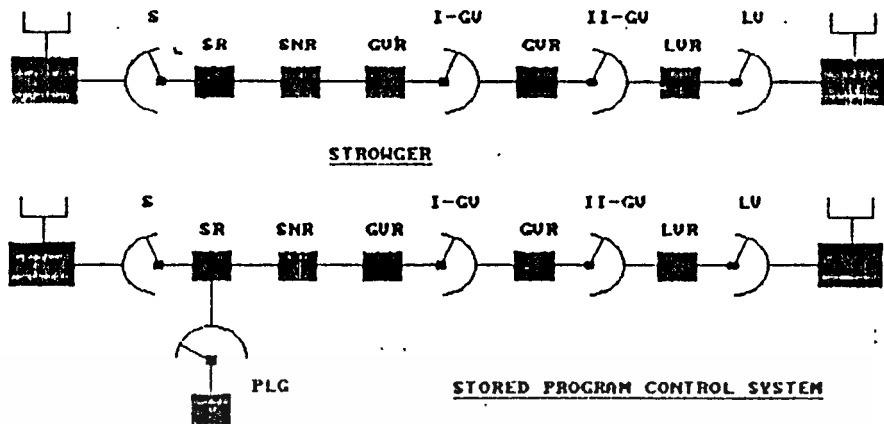 S I-GV II-GV LV
SR SNR GVR GVR LVR
STROWGER
S I-GV II-GV LV
SR SNR GVR GVR LVR
PLG
STORED PROGRAM CONTROL SYSTEM